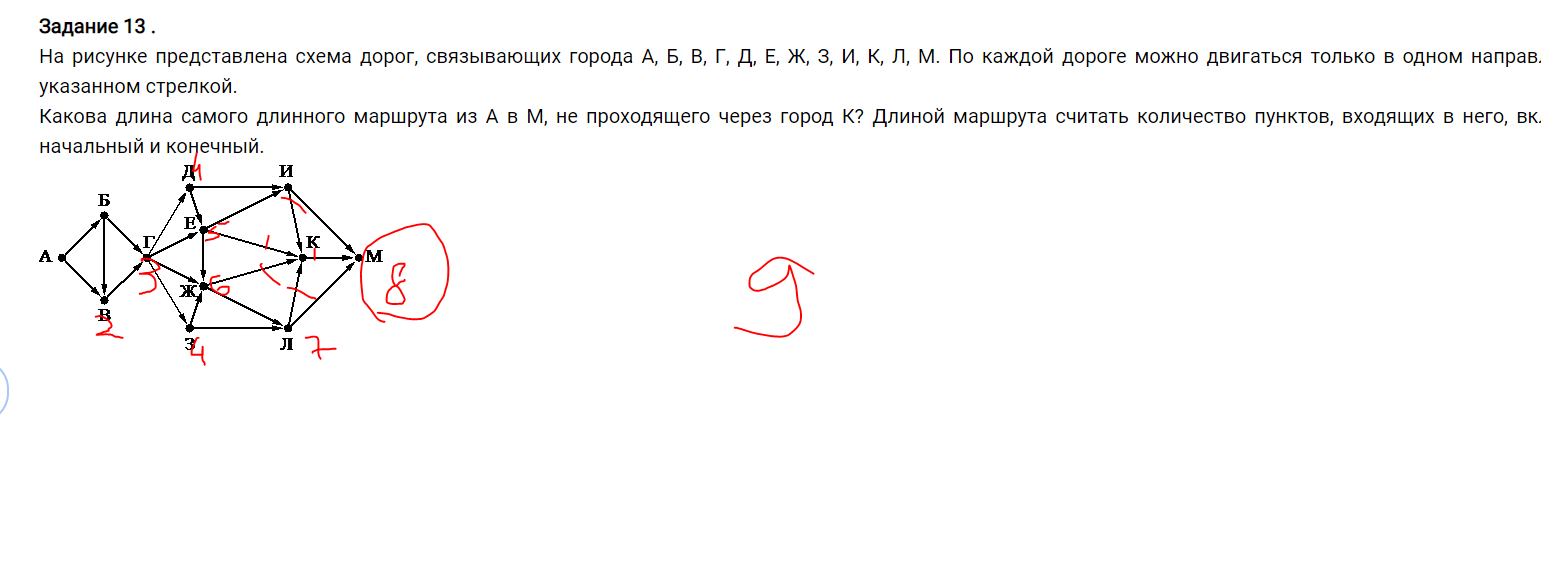 Задание 13 .
На рисунке представлена схема дорог, связывающих города А, Б, В, Г, Д, Е, Ж, З, И, К, Л, М. По каждой дороге можно двигаться только в одном направ.
указанном стрелкой.
Какова длина самого длинного маршрута из А в М, не проходящего через город К? Длиной маршрута считать количество пунктов, входящих в него, вк.
начальный и конечный.
Д 4 И
Б
Е 5
А Г К М
3 8 9
Ж 6
В
2
З 4 Л 7